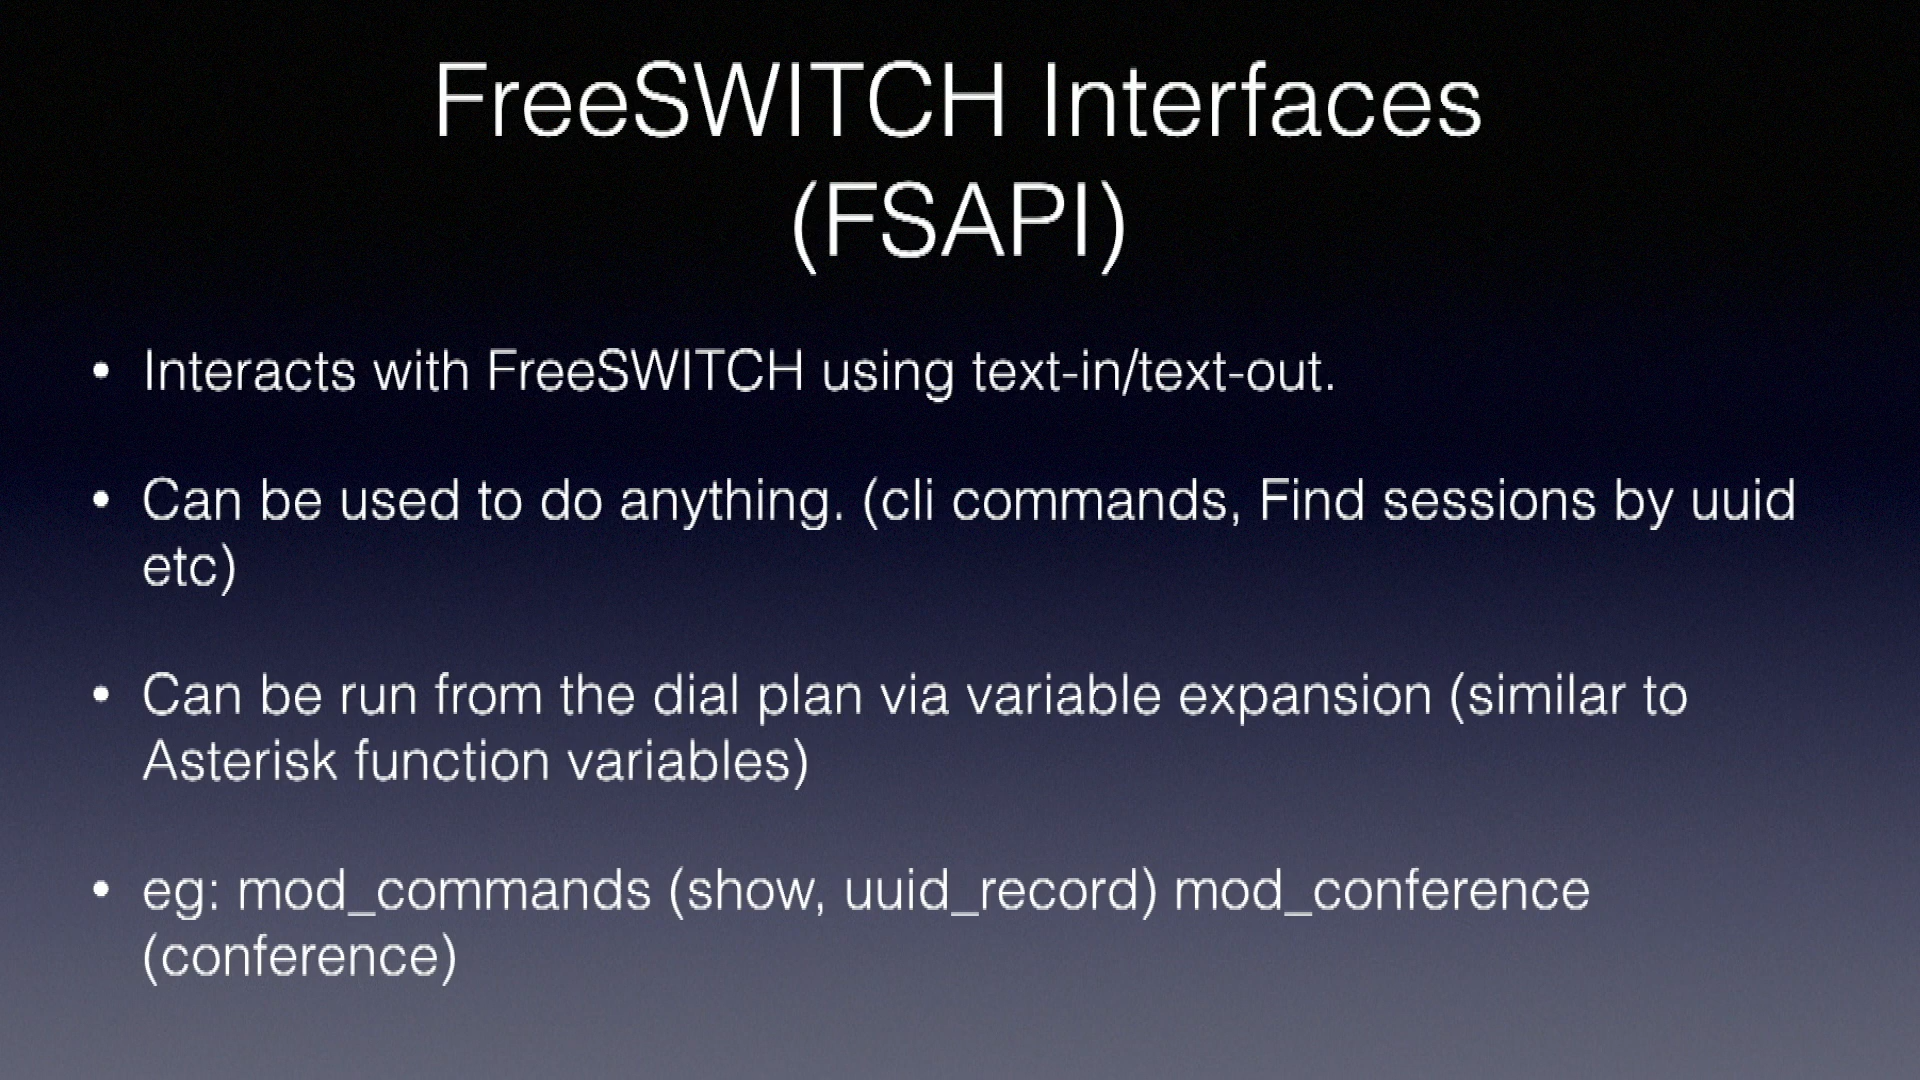 FreeSWITCH Interfaces
(FSAPI)
• Interacts with FreeSWITCH using text-in/text-out.
• Can be used to do anything. (cli commands, Find sessions by uuid
etc)
• Can be run from the dial plan via variable expansion (similar to
Asterisk function variables)
• eg: mod_commands (show, uuid_record) mod_conference
(conference)